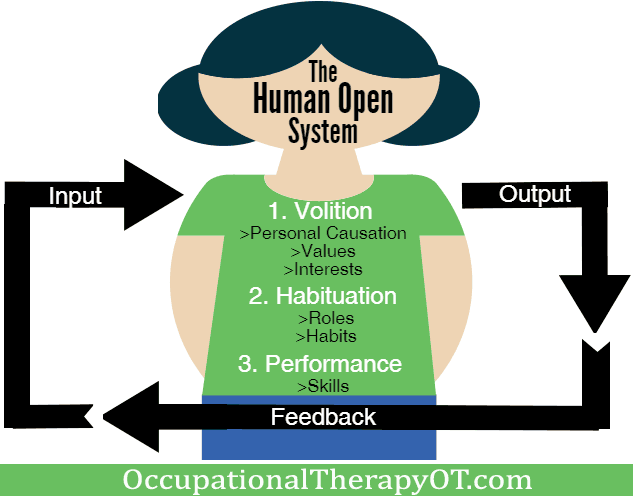 The
Human Open
System
Input
Output
1. Volition
>Personal Causation
>Values
>Interests
2. Habituation
>Roles
>Habits
3. Performance
>Skills
Feedback
OccupationalTherapyOT.com